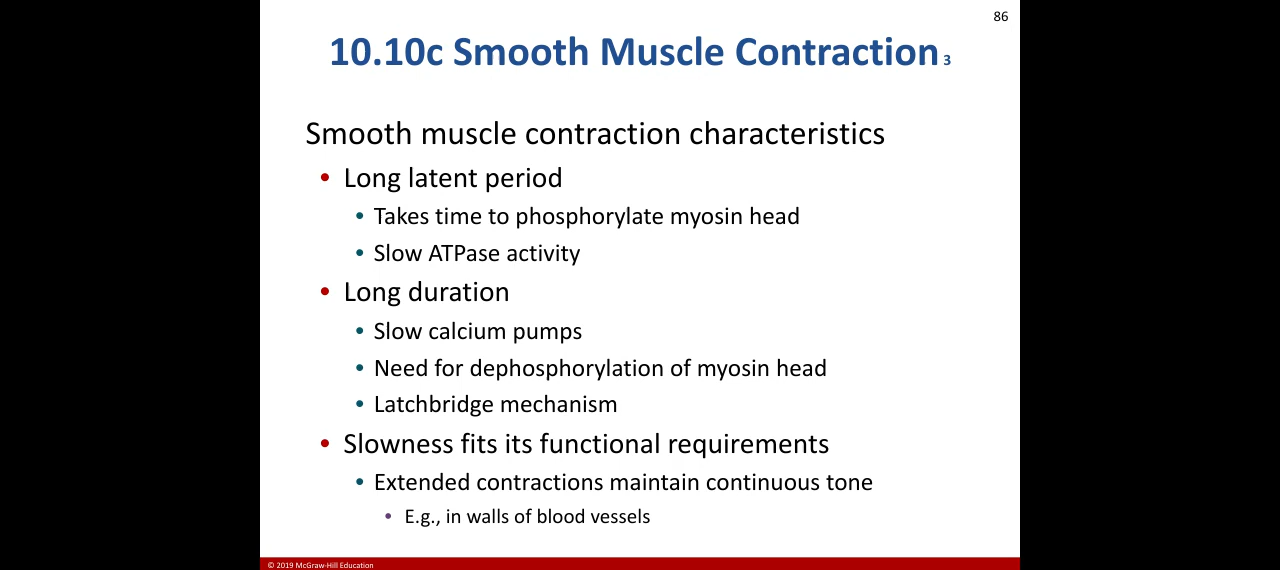 86
10.10c Smooth Muscle Contraction 3
Smooth muscle contraction characteristics
• Long latent period
• Takes time to phosphorylate myosin head
• Slow ATPase activity
• Long duration
• Slow calcium pumps
• Need for dephosphorylation of myosin head
• Latchbridge mechanism
• Slowness fits its functional requirements
• Extended contractions maintain continuous tone
• E.g., in walls of blood vessels
© 2019 McGraw-Hill Education